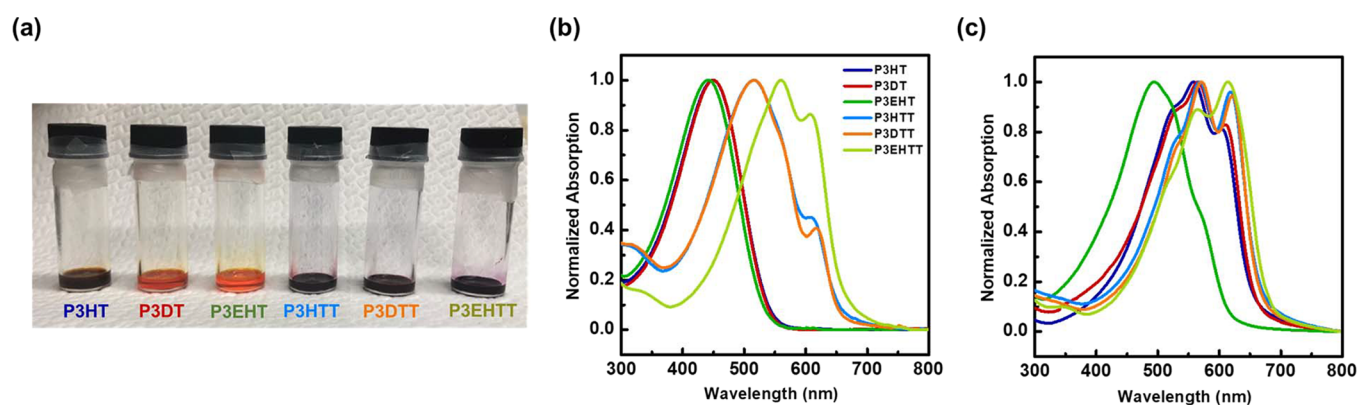 (a)
P3HT P3DT P3EHT P3HTT P3DTT P3EHTT
(b)
Normalized Absorption
1.0
0.8
0.6
0.4
0.2
0.0
P3HT
P3DT
P3EHT
P3HTT
P3DTT
P3EHTT
300 400 500 600 700 800
Wavelength (nm)
(c)
Normalized Absorption
1.0
0.8
0.6
0.4
0.2
0.0
300 400 500 600 700 800
Wavelength (nm)